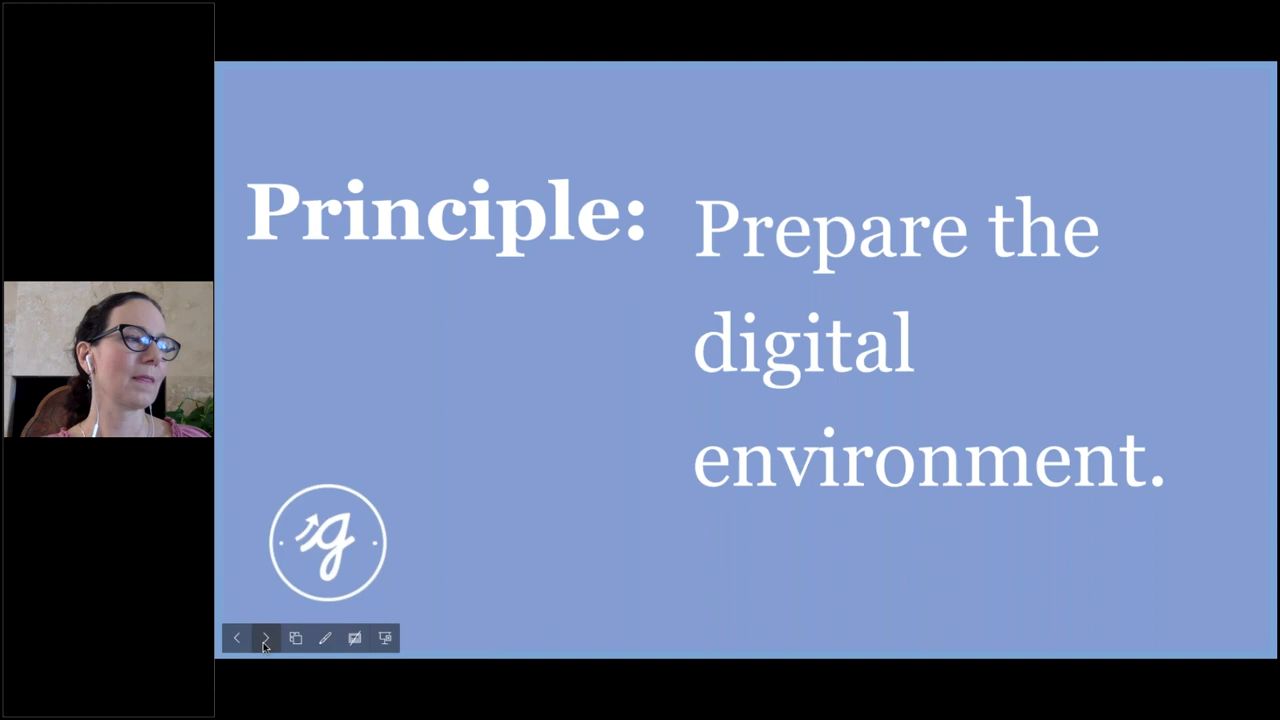 Principle:
Prepare the
digital
environment.
g